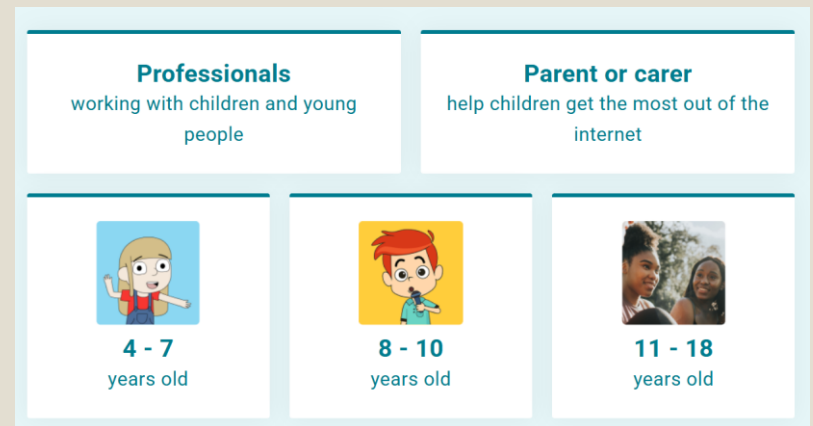 Professionals
working with children and young
people
Parent or carer
help children get the most out of the
internet
4 - 7
years old
8 - 10
years old
11 - 18
years old